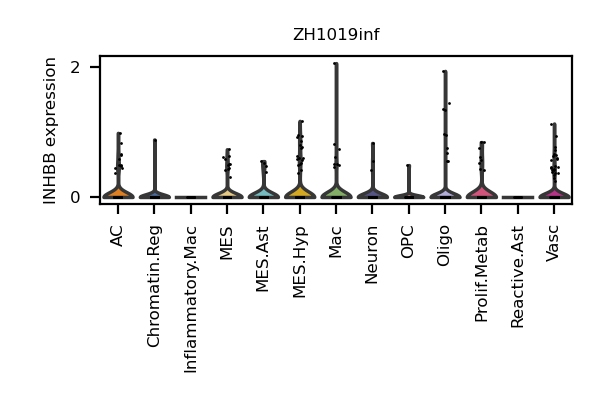 ZH1019inf
INHBB expression
2
0
AC
Chromatin.Reg
Inflammatory.Mac
MES
MES.Ast
MES.Hyp
Mac
Neuron
OPC
Oligo
Prolif.Metab
Reactive.Ast
Vasc